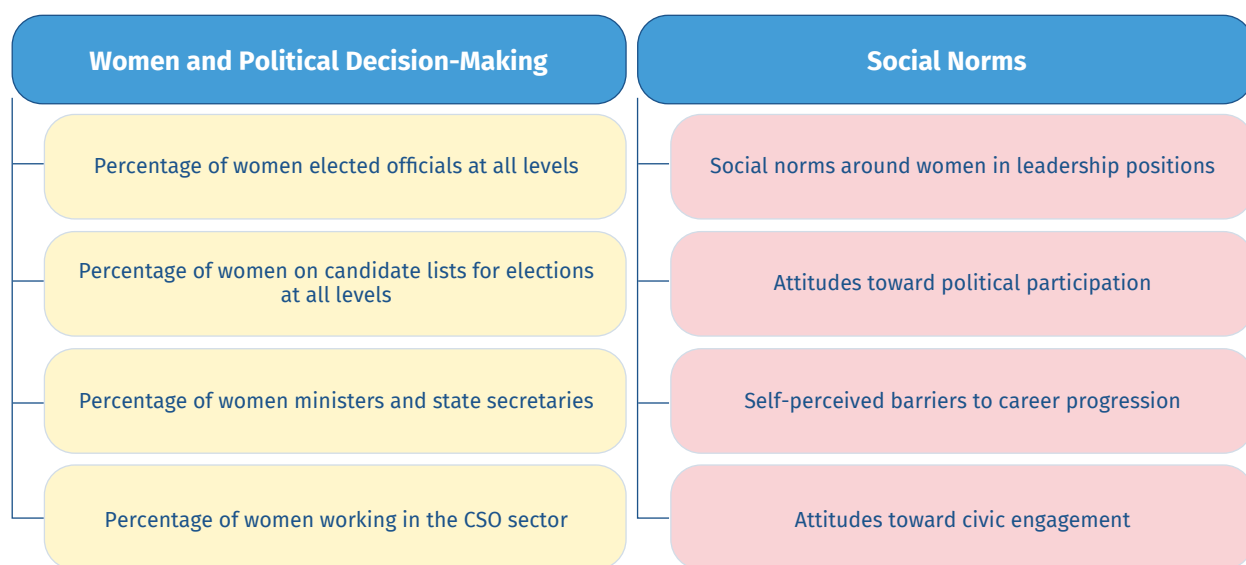 Women and Political Decision-Making
Percentage of women elected officials at all levels
Percentage of women on candidate lists for elections
at all levels
Percentage of women ministers and state secretaries
Percentage of women working in the CSO sector
Social Norms
Social norms around women in leadership positions
Attitudes toward political participation
Self-perceived barriers to career progression
Attitudes toward civic engagement